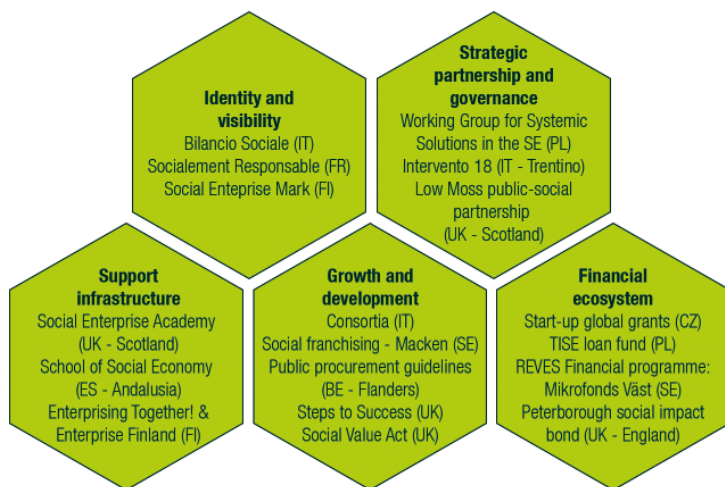 Identity and
visibility
Bilancio Sociale (IT)
Socialement Responsable (FR)
Social Enteprise Mark (FI)
Strategic
partnership and
governance
Working Group for Systemic
Solutions in the SE (PL)
Intervento 18 (IT - Trentino)
Low Moss public-social
partnership
(UK - Scotland)
Support
infrastructure
Social Enterprise Academy
(UK - Scotland)
School of Social Economy
(ES - Andalusia)
Enterprising Together! &
Enterprise Finland (FI)
Growth and
development
Consortia (IT)
Social franchising - Macken (SE)
Public procurement guidelines
(BE - Flanders)
Steps to Success (UK)
Social Value Act (UK)
Financial
ecosystem
Start-up global grants (CZ)
TISE loan fund (PL)
REVES Financial programme:
Mikrofonds Väst (SE)
Peterborough social impact
bond (UK - England)